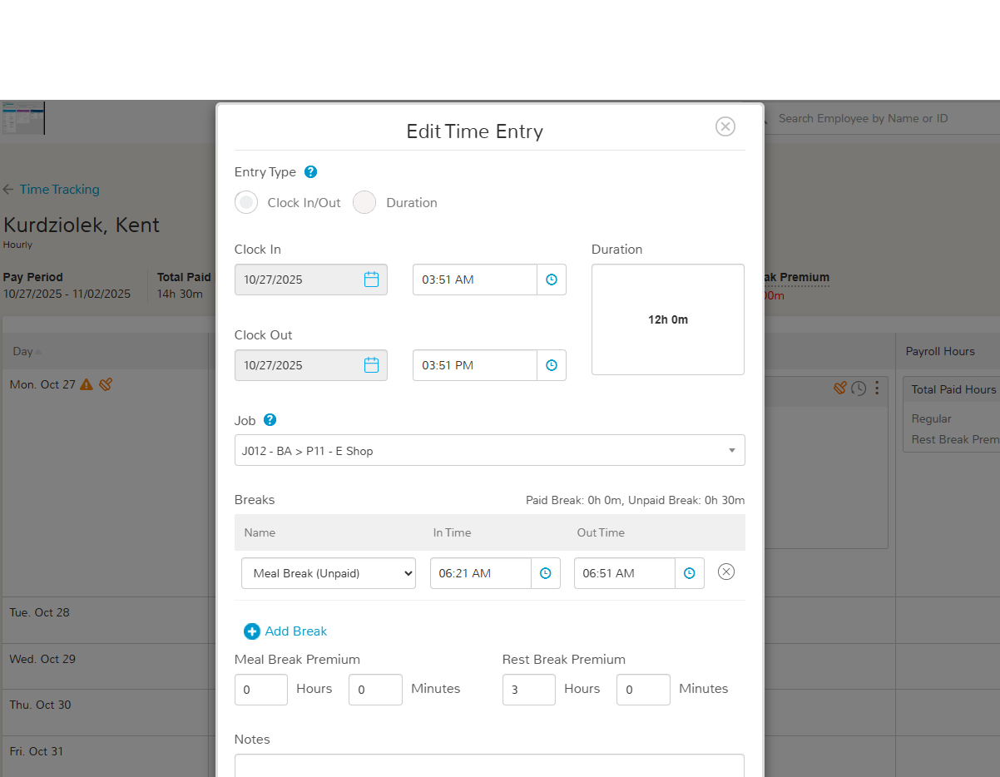 Edit Time Entry
Search Employee by Name or ID
Entry Type ?
Time Tracking
Clock In/Out Duration
Kurdziolek, Kent
Hourly
Clock In Duration
Pay Period Total Paid
10/27/2025 03:51 AM
ak Premium
10/27/2025 - 11/02/2025 14h 30m
00m
12h 0m
Clock Out
Day
Payroll Hours
10/27/2025 03:51 PM
Mon. Oct 27
Total Paid Hours
Job ?
Regular
Rest Break Prem
J012 - BA > P11 - E Shop
Breaks Paid Break: 0h 0m, Unpaid Break: 0h 30m
Name In Time Out Time
Meal Break (Unpaid) 06:21 AM 06:51 AM
Tue. Oct 28
Add Break
Wed. Oct 29
Meal Break Premium Rest Break Premium
0 Hours 0 Minutes 3 Hours 0 Minutes
Thu. Oct 30
Notes
Fri. Oct 31